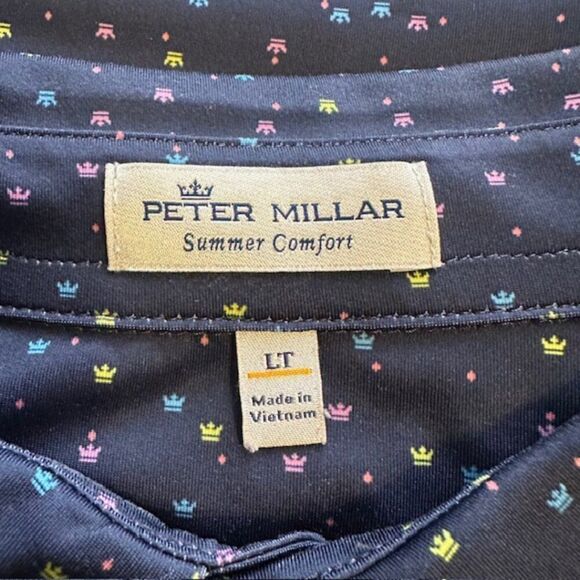 PETER MILLAR
Summer Comfort
LT
Made in
Vietnam